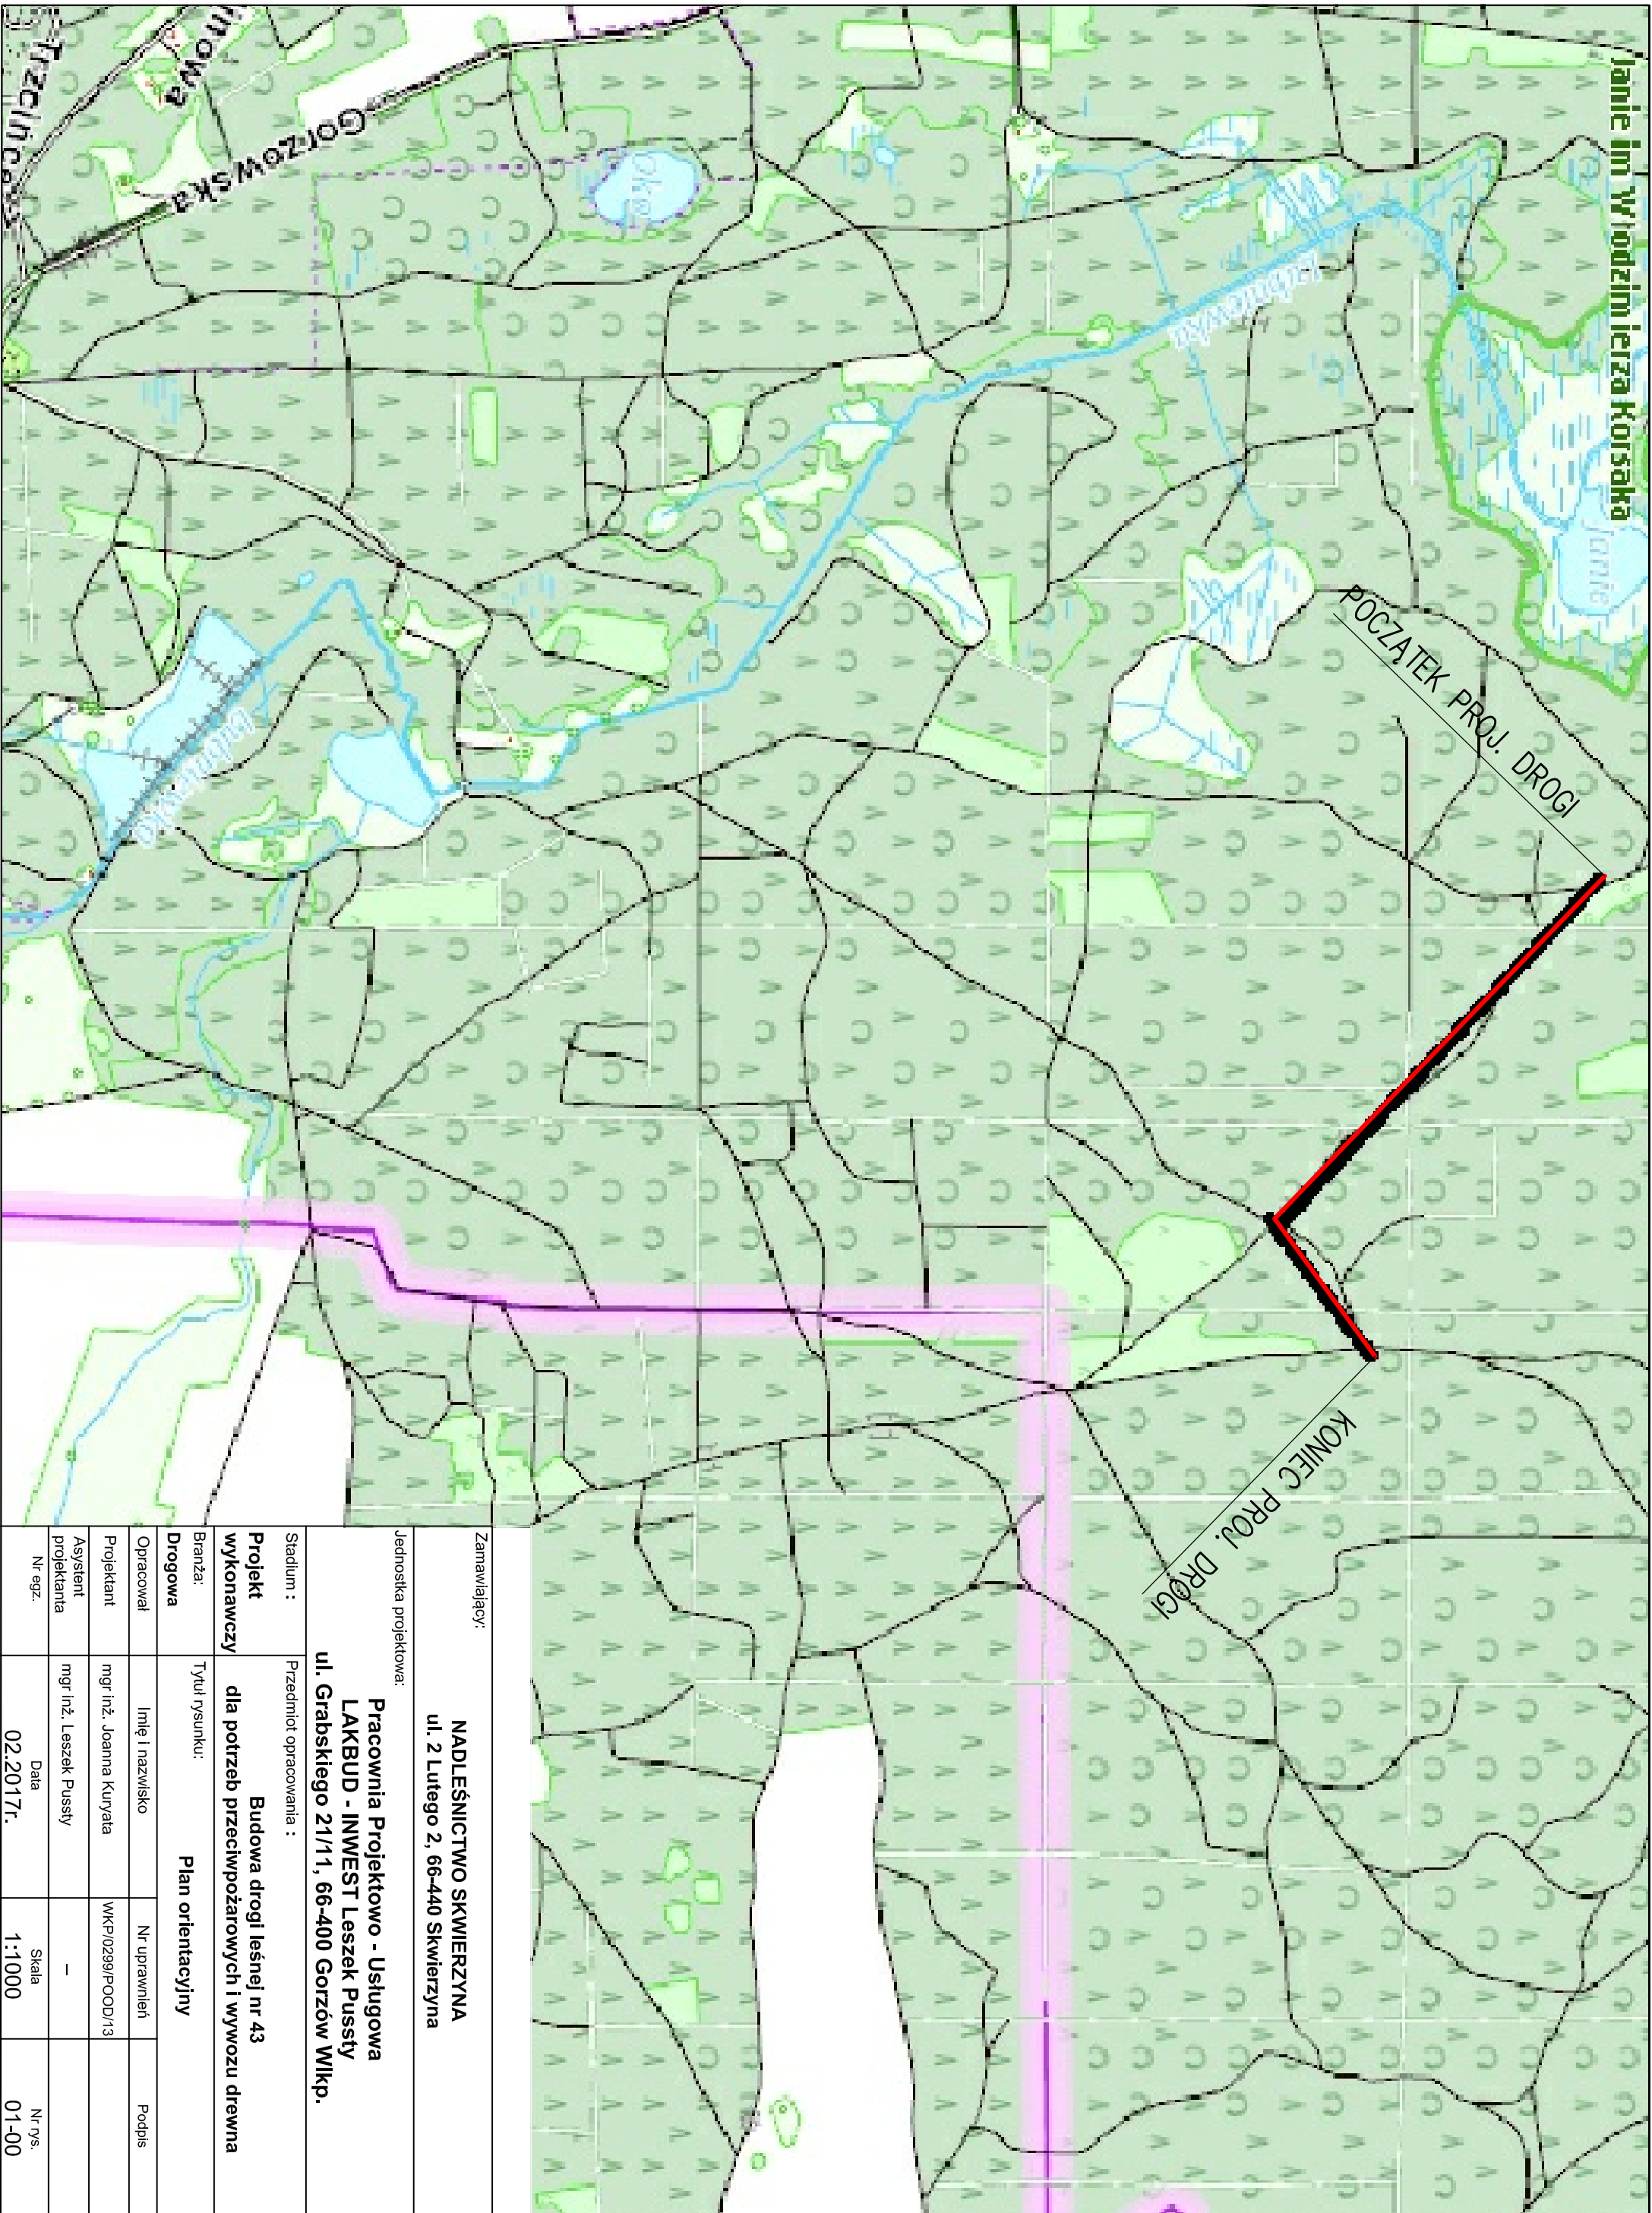 Janie im Włodzimierza Korsaka
Janie
Lubniewka
Gorzowska
Lubniewka
POCZĄTEK PROJ. DROGI
KONIEC PROJ. DROGI
Zamawiający:
NADLEŚNICTWO SKWIERZYNA
ul. 2 Lutego 2, 66-440 Skwierzyna
Jednostka projektowa:
Pracownia Projektowo - Usługowa
LAKBUD - INWEST Leszek Pussty
ul. Grabskiego 21/11, 66-400 Gorzów Wlkp.
Stadium :
Projekt
wykonawczy
Przedmiot opracowania :
Budowa drogi leśnej nr 43
dla potrzeb przeciwpożarowych i wywozu drewna
Branża:
Drogowa
Tytuł rysunku:
Plan orientacyjny
Opracował Imię i nazwisko Nr uprawnień Podpis
Projektant mgr inż. Joanna Kuryata WKP/0299/POOD/13
Asystent
projektanta mgr inż. Leszek Pussty –
Nr egz. Data Skala Nr rys.
02.2017r. 1:11000 01-00